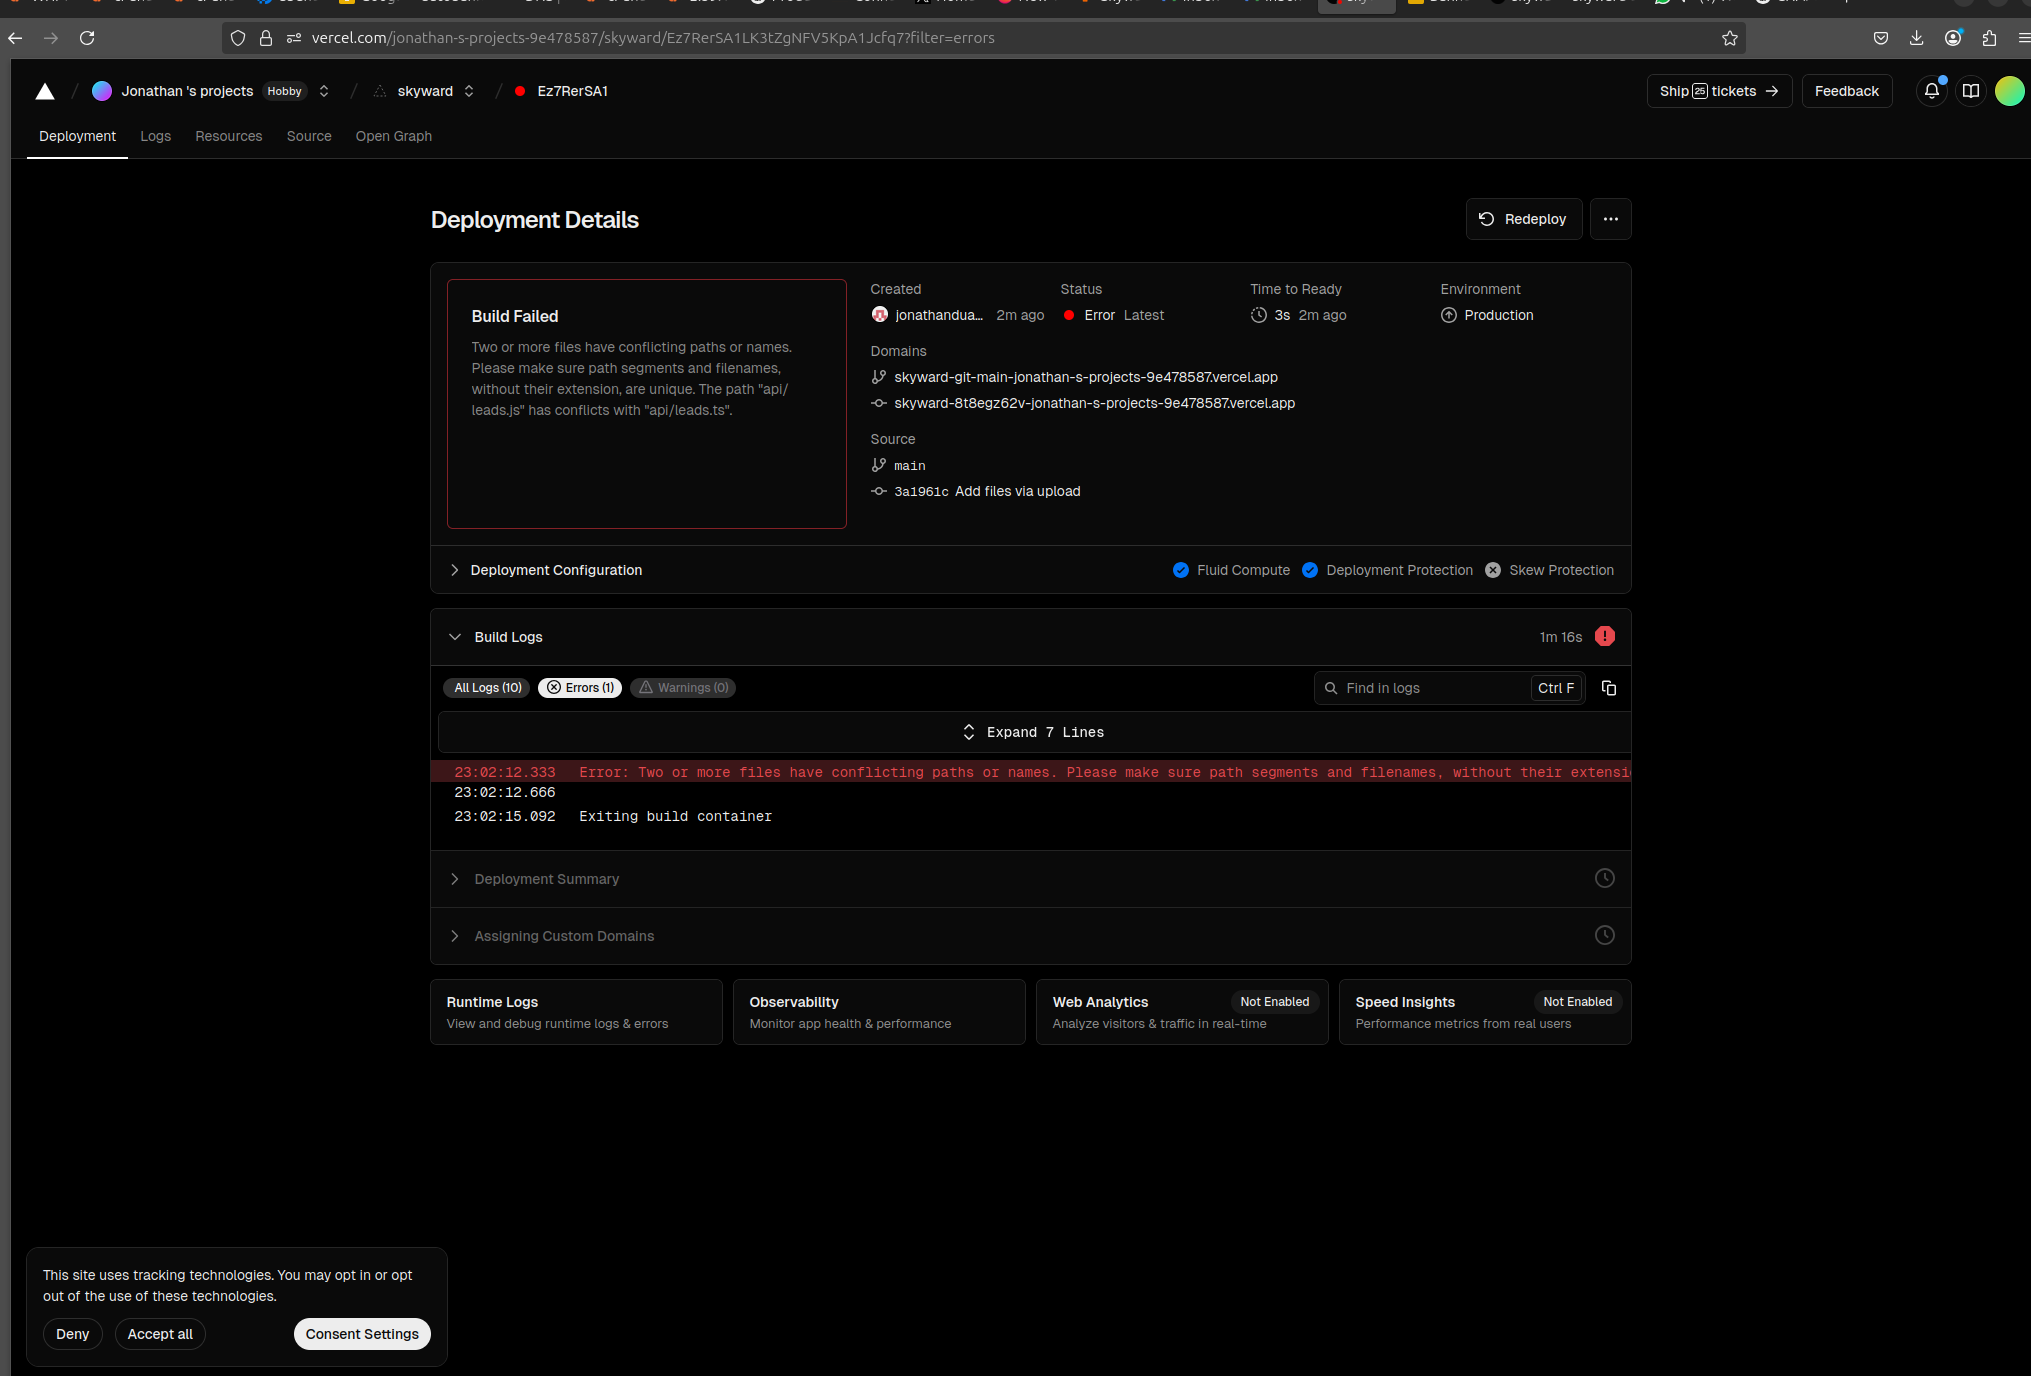 vercel.com/jonathan-s-projects-9e478587/skyward/Ez7RerSA1LK3tZgNFV5KpA1Jcfq7?filter=errors
Jonathan 's projects Hobby / skyward / Ez7RerSA1
Ship 25 tickets → Feedback
Deployment Logs Resources Source Open Graph
Deployment Details
Redeploy
Build Failed
Two or more files have conflicting paths or names.
Please make sure path segments and filenames,
without their extension, are unique. The path "api/
leads.js" has conflicts with "api/leads.ts".
Created Status Time to Ready Environment
jonathandua... 2m ago Error Latest 3s 2m ago Production
Domains
skyward-git-main-jonathan-s-projects-9e478587.vercel.app
skyward-8t8egz62v-jonathan-s-projects-9e478587.vercel.app
Source
main
3a1961c Add files via upload
Deployment Configuration
Fluid Compute Deployment Protection Skew Protection
Build Logs
1m 16s
All Logs (10) Errors (1) Warnings (0)
Find in logs Ctrl F
Expand 7 Lines
23:02:12.333 Error: Two or more files have conflicting paths or names. Please make sure path segments and filenames, without their extensi
23:02:12.666
23:02:15.092 Exiting build container
Deployment Summary
Assigning Custom Domains
Runtime Logs
View and debug runtime logs & errors
Observability
Monitor app health & performance
Web Analytics Not Enabled
Analyze visitors & traffic in real-time
Speed Insights Not Enabled
Performance metrics from real users
This site uses tracking technologies. You may opt in or opt
out of the use of these technologies.
Deny Accept all Consent Settings